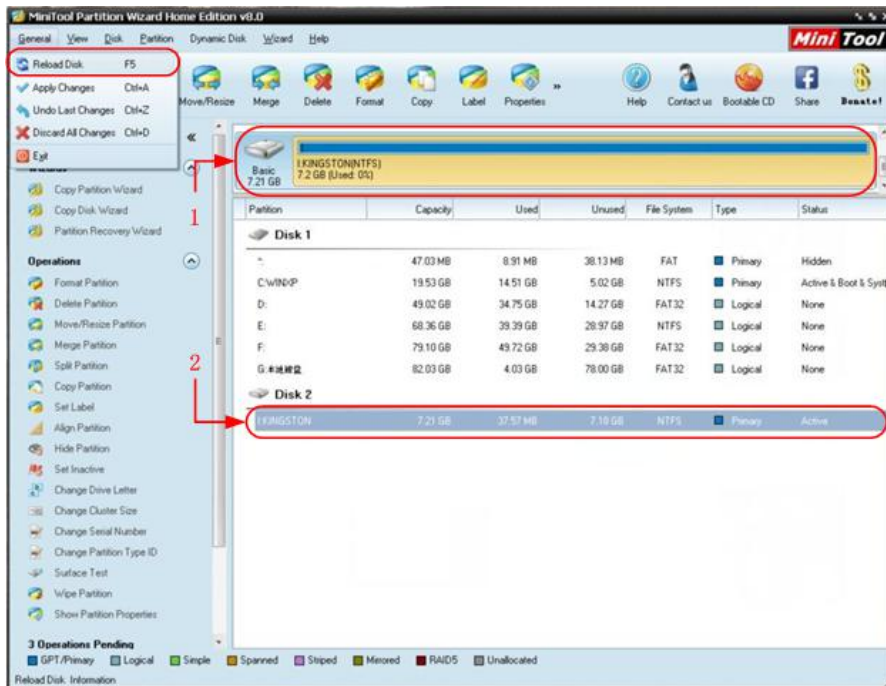 MiniTool Partition Wizard Home Edition v8.0
General View Disk Partition Dynamic Disk Wizard Help
Mini Tool
Reload Disk F5
Apply Changes Ctrl+A
Undo Last Changes Ctrl+Z
Discard All Changes Ctrl+D
Exit
Move/Resize Merge Delete Format Copy Label Properties Help Contact us Bootable CD Share Donate!
1
Basic
7.21 GB
I:KINGSTON(NTFS)
7.2 GB (Used: 0%)
Copy Partition Wizard
Copy Disk Wizard
Partition Recovery Wizard
Operations
Format Partition
Delete Partition
Move/Resize Partition
Merge Partition
Split Partition
Copy Partition
Set Label
Align Partition
Hide Partition
Set Inactive
Change Drive Letter
Change Cluster Size
Change Serial Number
Change Partition Type ID
Surface Test
Wipe Partition
Show Partition Properties
3 Operations Pending
2
Partition Capacity Used Unused File System Type Status
Disk 1
*: 47.03 MB 8.91 MB 38.13 MB FAT Primary Hidden
C:WINXP 19.53 GB 14.51 GB 5.02 GB NTFS Primary Active & Boot & Syst
D: 49.02 GB 34.75 GB 14.27 GB FAT32 Logical None
E: 68.36 GB 39.39 GB 28.97 GB NTFS Logical None
F: 79.10 GB 49.72 GB 29.38 GB FAT32 Logical None
G:本地磁盘 82.03 GB 4.03 GB 78.00 GB FAT32 Logical None
Disk 2
I:KINGSTON 7.21 GB 37.57 MB 7.18 GB NTFS Primary Active
GPT/Primary Logical Simple Spanned Striped Mirrored RAID5 Unallocated
Reload Disk Information